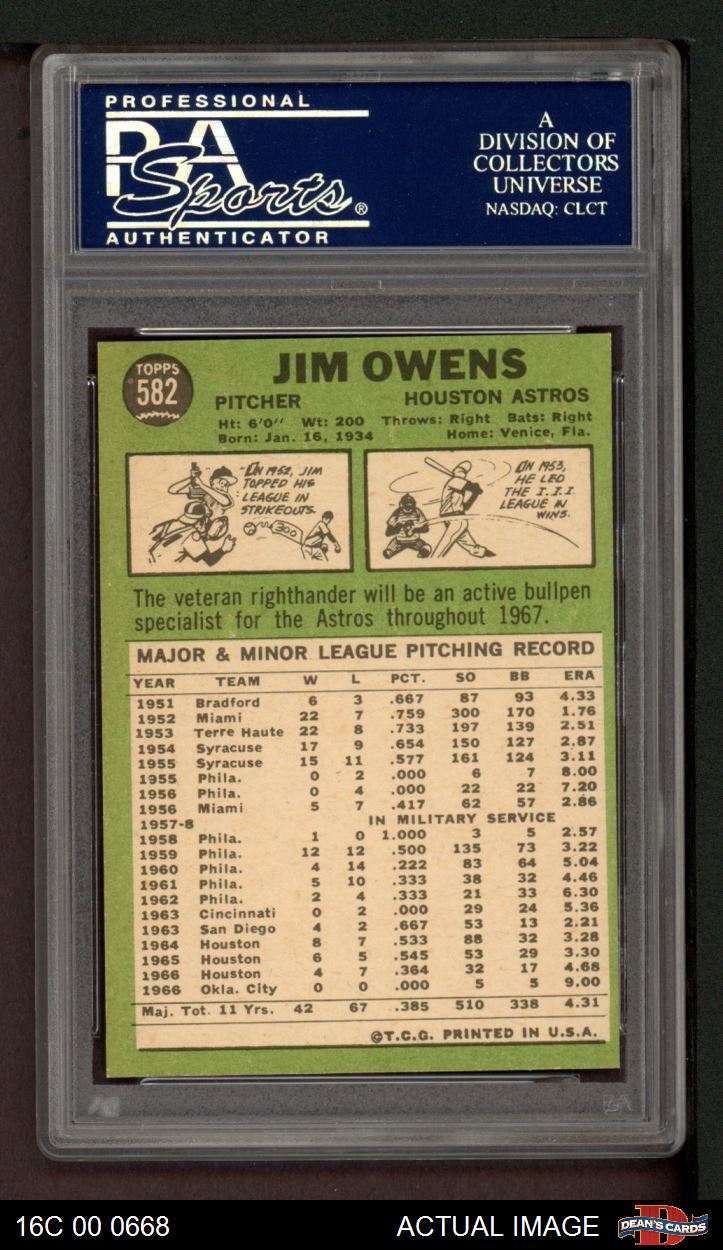 PROFESSIONAL
PSA
Sports®
AUTHENTICATOR
A
DIVISION OF
COLLECTORS
UNIVERSE
NASDAQ: CLCT
TOPPS
582
JIM OWENS
PITCHER HOUSTON ASTROS
Ht: 6'0" Wt: 200 Throws: Right Bats: Right
Born: Jan. 16, 1934 Home: Venice, Fla.
IN 1952, JIM
TOPPED HIS
LEAGUE IN
STRIKEOUTS.
300
IN 1953,
HE LED
THE I.I.I.
LEAGUE IN
WINS.
The veteran righthander will be an active bullpen
specialist for the Astros throughout 1967.
MAJOR & MINOR LEAGUE PITCHING RECORD
YEAR TEAM W L PCT. SO BB ERA
1951 Bradford 6 3 .667 87 93 4.33
1952 Miami 22 7 .759 300 170 1.76
1953 Terre Haute 22 8 .733 197 139 2.51
1954 Syracuse 17 9 .654 150 127 2.87
1955 Syracuse 15 11 .577 161 124 3.11
1955 Phila. 0 2 .000 6 7 8.00
1956 Phila. 0 4 .000 22 22 7.20
1956 Miami 5 7 .417 62 57 2.86
1957-8 IN MILITARY SERVICE
1958 Phila. 1 0 1.000 3 5 2.57
1959 Phila. 12 12 .500 135 73 3.22
1960 Phila. 4 14 .222 83 64 5.04
1961 Phila. 5 10 .333 38 32 4.46
1962 Phila. 2 4 .333 21 33 6.30
1963 Cincinnati 0 2 .000 29 24 5.36
1963 San Diego 4 2 .667 53 13 2.21
1964 Houston 8 7 .533 88 32 3.28
1965 Houston 6 5 .545 53 29 3.30
1966 Houston 4 7 .364 32 17 4.68
1966 Okla. City 0 0 .000 5 5 9.00
Maj. Tot. 11 Yrs. 42 67 .385 510 338 4.31
©T.C.G. PRINTED IN U.S.A.
PSA
16C 00 0668 ACTUAL IMAGE DEAN'S CARDS